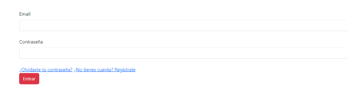 Email
Contraseña
¿Olvidaste tu contraseña? ¿No tienes cuenta? Regístrate
Entrar